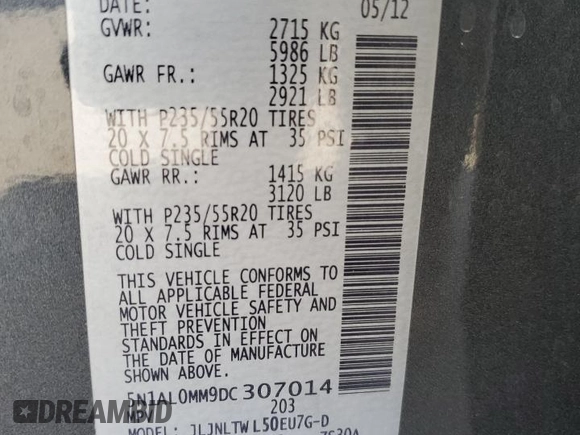 DATE: 05/12
GVWR: 2715 KG
5986 LB
GAWR FR.: 1325 KG
2921 LB
WITH P235/55R20 TIRES
20 X 7.5 RIMS AT 35 PSI
COLD SINGLE
GAWR RR.: 1415 KG
3120 LB
WITH P235/55R20 TIRES
20 X 7.5 RIMS AT 35 PSI
COLD SINGLE
THIS VEHICLE CONFORMS TO
ALL APPLICABLE FEDERAL
MOTOR VEHICLE SAFETY AND
THEFT PREVENTION
STANDARDS IN EFFECT ON
THE DATE OF MANUFACTURE
SHOWN ABOVE.
5N1AL0MM9DC307014
MPV 203
MODEL: JLJNLTWL50EU7G-D
DREAMBID